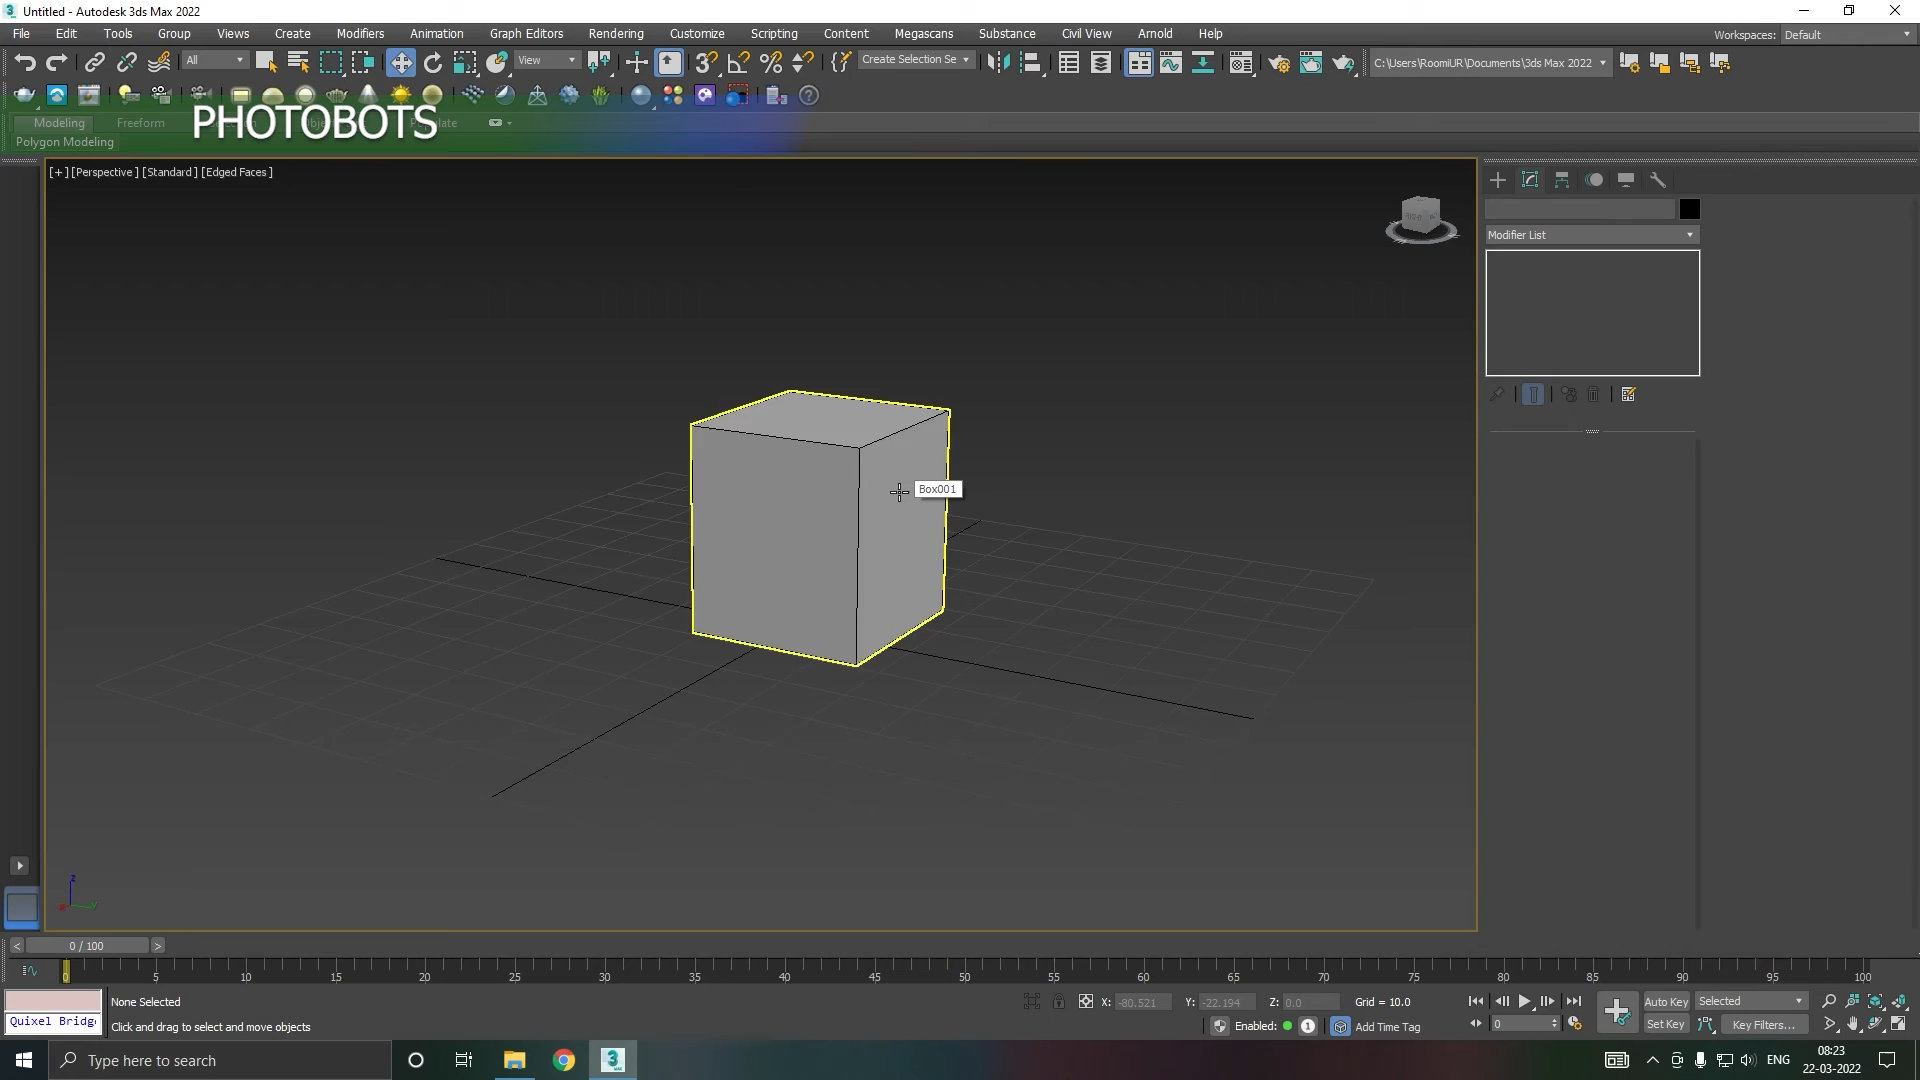 Untitled - Autodesk 3ds Max 2022
File Edit Tools Group Views Create Modifiers Animation Graph Editors Rendering Customize Scripting Content Megascans Substance Civil View Arnold Help
Workspaces: Default
All View Create Selection Se C:\Users\RoomiUR\Documents\3ds Max 2022
PHOTOBOTS
Modeling Freeform
Polygon Modeling
[+] [Perspective ] [Standard ] [Edged Faces ]
Modifier List
Box001
z
0 / 100
0 5 10 15 20 25 30 35 40 45 50 55 60 65 70 75 80 85 90 95 100
None Selected X: -80.521 Y: -22.194 Z: 0.0 Grid = 10.0 Auto Key Selected
Quixel Bridg
Click and drag to select and move objects Enabled: 1 Add Time Tag 0 Set Key Key Filters...
Type here to search
ENG
08:23
22-03-2022